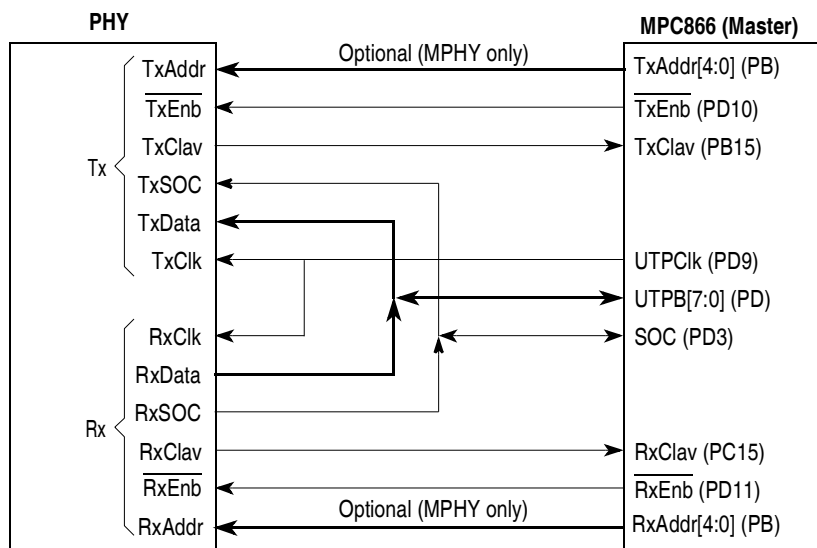 PHY MPC866 (Master)
TxAddr Optional (MPHY only) TxAddr[4:0] (PB)
TxEnb TxEnb (PD10)
TxClav TxClav (PB15)
Tx
TxSOC
TxData
TxClk UTPClk (PD9)
UTPB[7:0] (PD)
RxClk SOC (PD3)
RxData
RxSOC
Rx
RxClav RxClav (PC15)
RxEnb RxEnb (PD11)
RxAddr Optional (MPHY only) RxAddr[4:0] (PB)